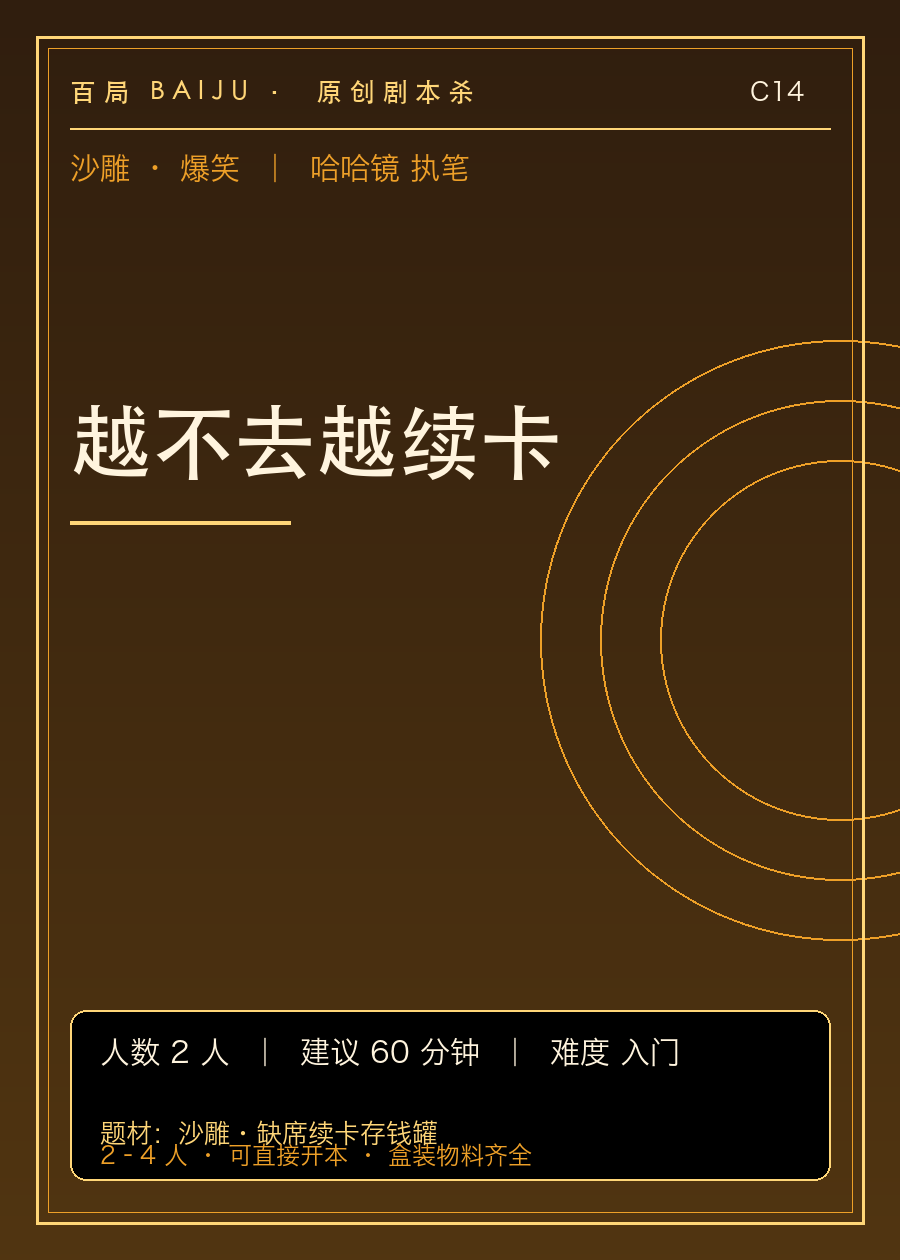 百局 BAIJU · 原创剧本杀 C14
沙雕 · 爆笑 ｜ 哈哈镜 执笔
越不去越续卡
人数 2 人 ｜ 建议 60 分钟 ｜ 难度 入门
题材：沙雕·缺席续卡存钱罐
2-4 人 · 可直接开本 · 盒装物料齐全